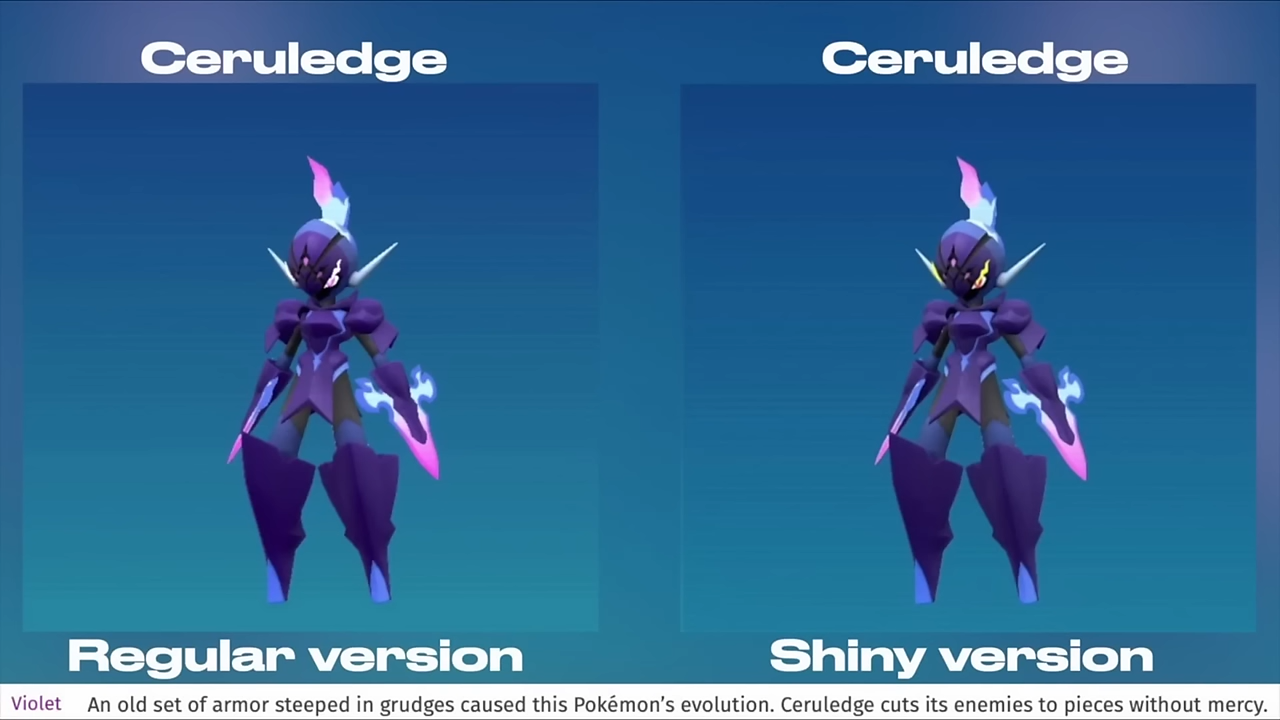 Ceruledge
Ceruledge
Regular version
Shiny version
Violet An old set of armor steeped in grudges caused this Pokémon’s evolution. Ceruledge cuts its enemies to pieces without mercy.